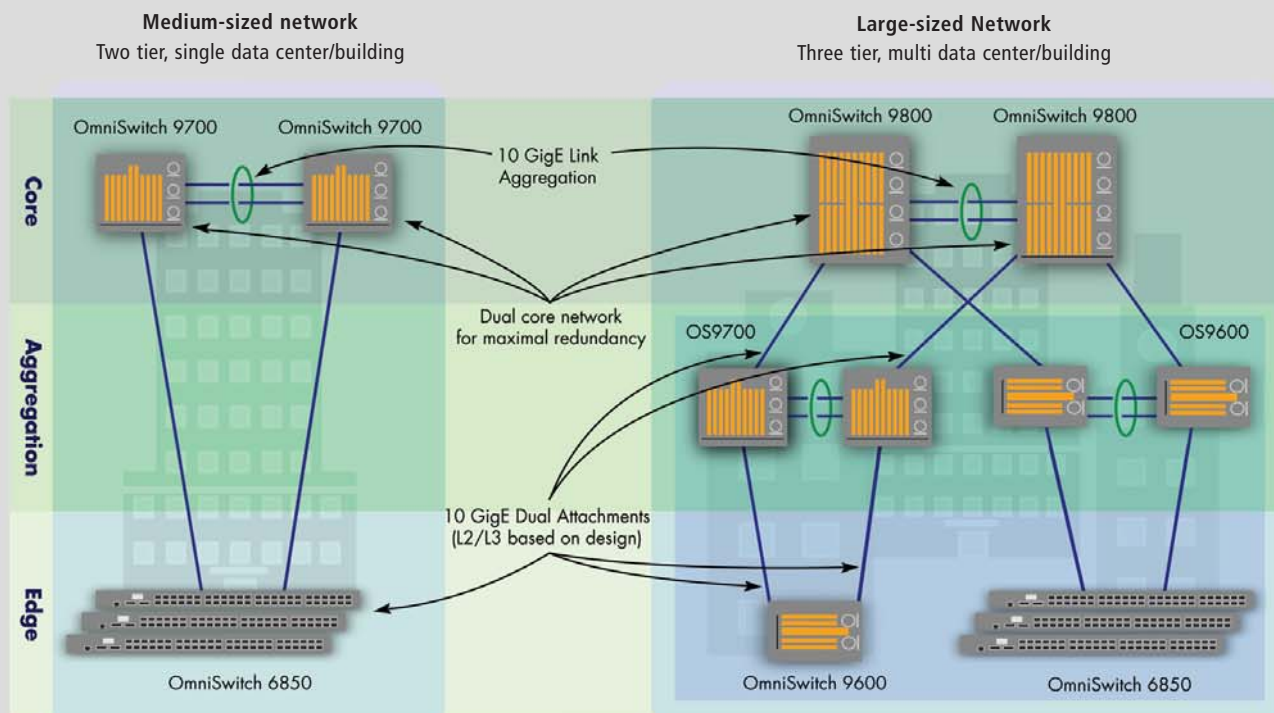 Medium-sized network
Two tier, single data center/building
Large-sized Network
Three tier, multi data center/building
Core
OmniSwitch 9700
OmniSwitch 9700
10 GigE Link
Aggregation
OmniSwitch 9800
OmniSwitch 9800
Aggregation
Dual core network
for maximal redundancy
OS9700
OS9600
Edge
10 GigE Dual Attachments
(L2/L3 based on design)
OmniSwitch 6850
OmniSwitch 9600
OmniSwitch 6850